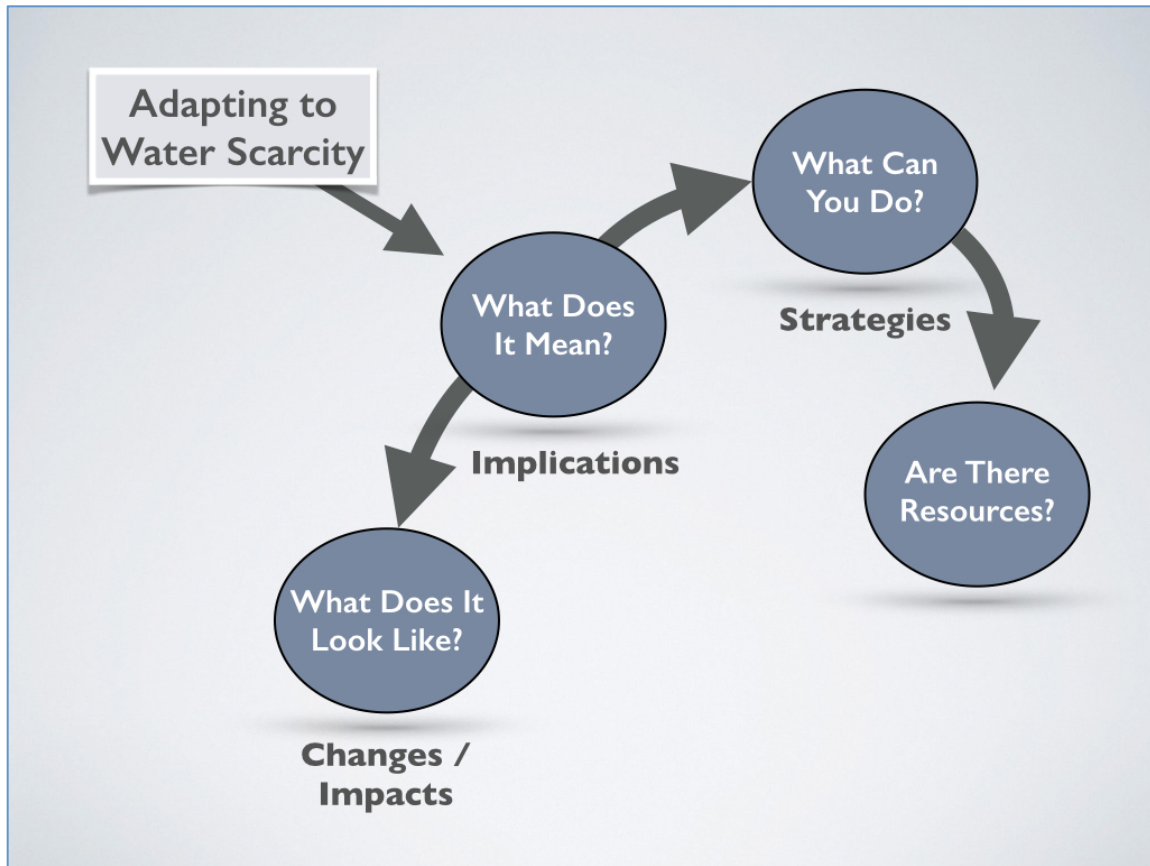 Adapting to
Water Scarcity
What Can
You Do?
Strategies
What Does
It Mean?
Implications
Are There
Resources?
What Does It
Look Like?
Changes /
Impacts